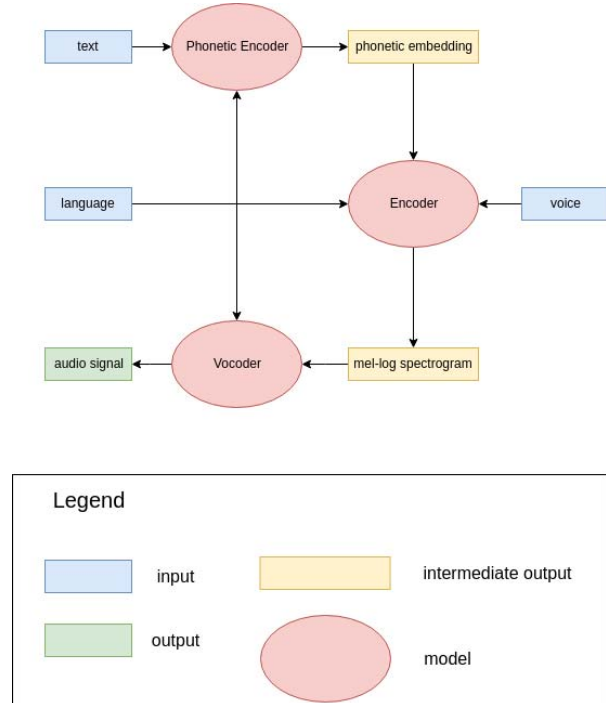 text
Phonetic Encoder
phonetic embedding
language
Encoder
voice
audio signal
Vocoder
mel-log spectrogram
Legend
input
intermediate output
output
model